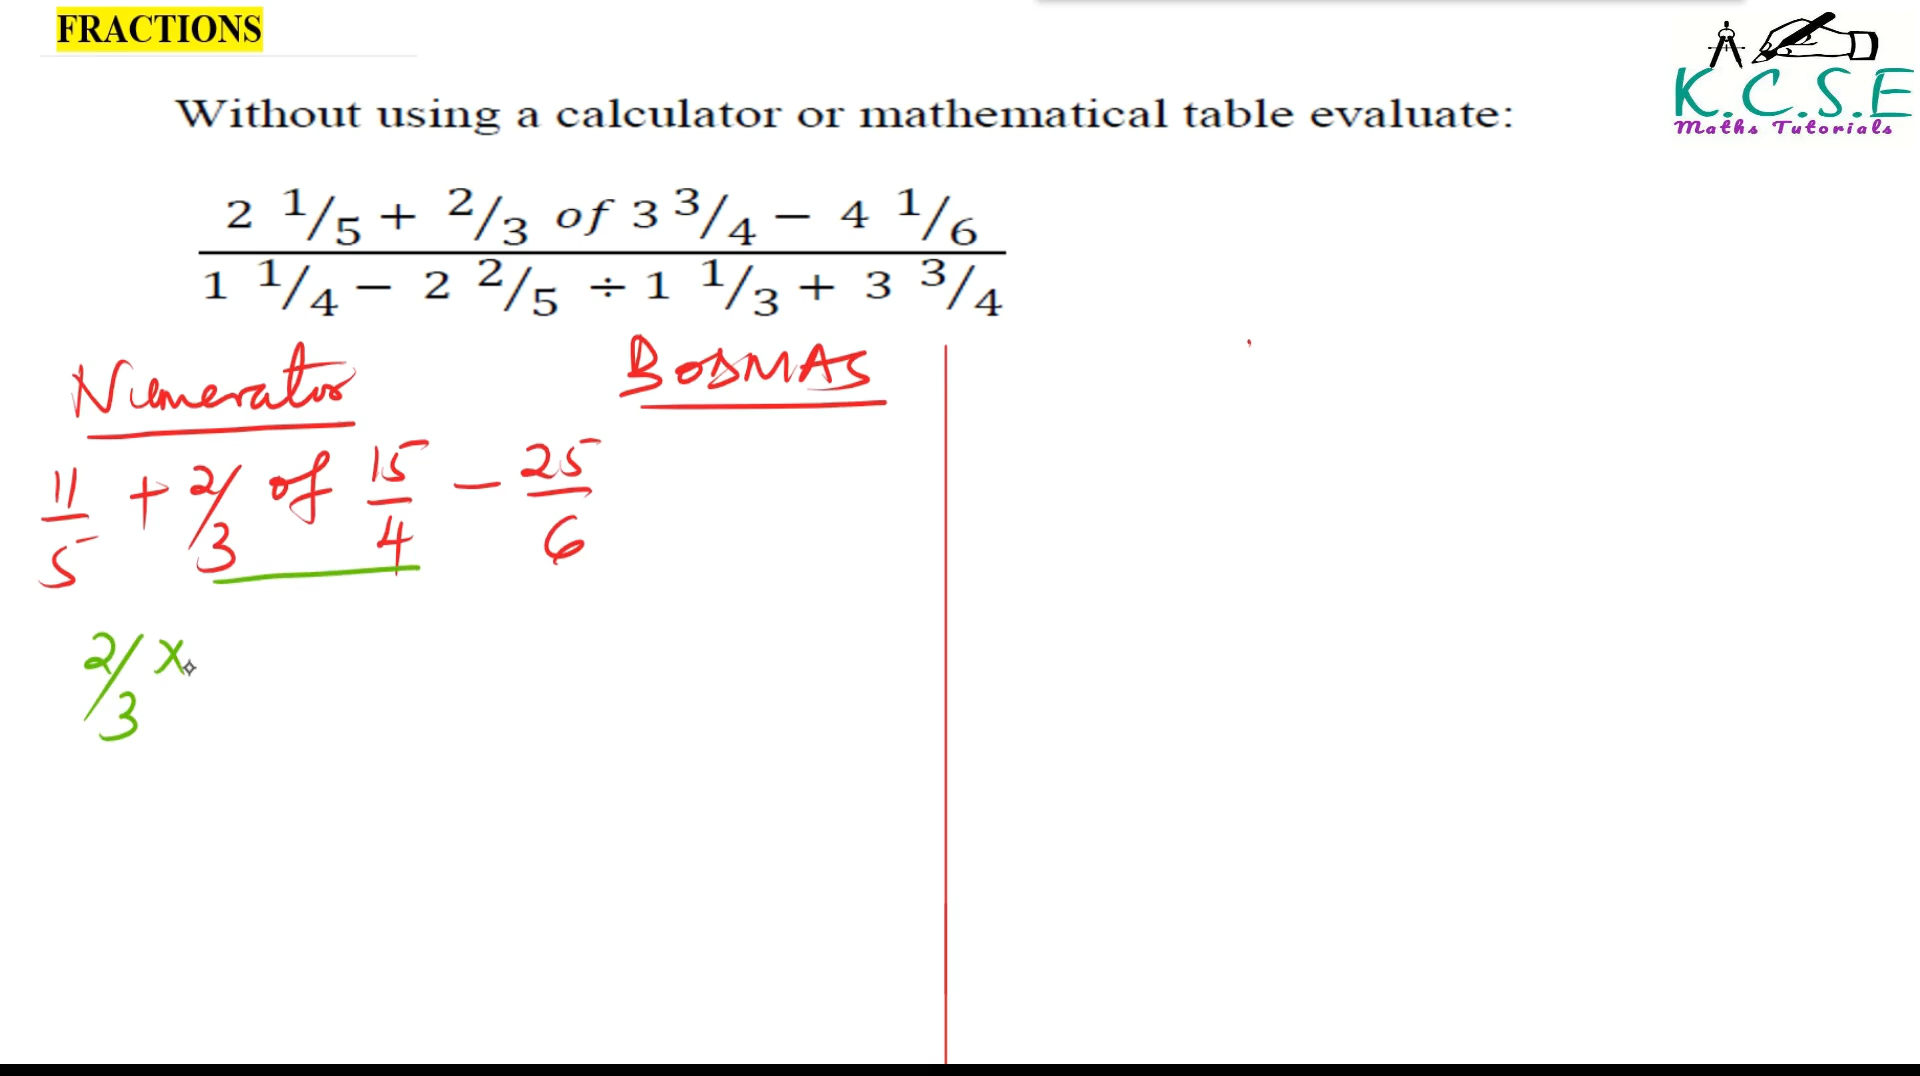 FRACTIONS
K.C.S.E
Maths Tutorials
Without using a calculator or mathematical table evaluate:
2 1/5 + 2/3 of 3 3/4 − 4 1/6
1 1/4 − 2 2/5 ÷ 1 1/3 + 3 3/4
Numerator
BODMAS
11/5 + 2/3 of 15/4 − 25/6
2/3 x